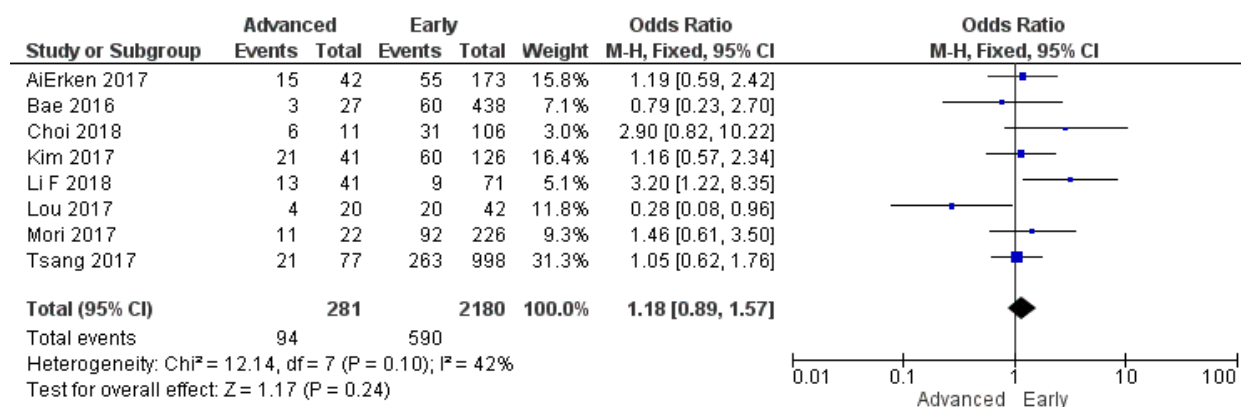 Advanced Early Odds Ratio Odds Ratio
Study or Subgroup Events Total Events Total Weight M-H, Fixed, 95% CI M-H, Fixed, 95% CI
AiErken 2017 15 42 55 173 15.8% 1.19 [0.59, 2.42]
Bae 2016 3 27 60 438 7.1% 0.79 [0.23, 2.70]
Choi 2018 6 11 31 106 3.0% 2.90 [0.82, 10.22]
Kim 2017 21 41 60 126 16.4% 1.16 [0.57, 2.34]
Li F 2018 13 41 9 71 5.1% 3.20 [1.22, 8.35]
Lou 2017 4 20 20 42 11.8% 0.28 [0.08, 0.96]
Mori 2017 11 22 92 226 9.3% 1.46 [0.61, 3.50]
Tsang 2017 21 77 263 998 31.3% 1.05 [0.62, 1.76]
Total (95% CI) 281 2180 100.0% 1.18 [0.89, 1.57]
Total events 94 590
Heterogeneity: Chi² = 12.14, df = 7 (P = 0.10); I² = 42%
Test for overall effect: Z = 1.17 (P = 0.24)
0.01 0.1 1 10 100
Advanced Early